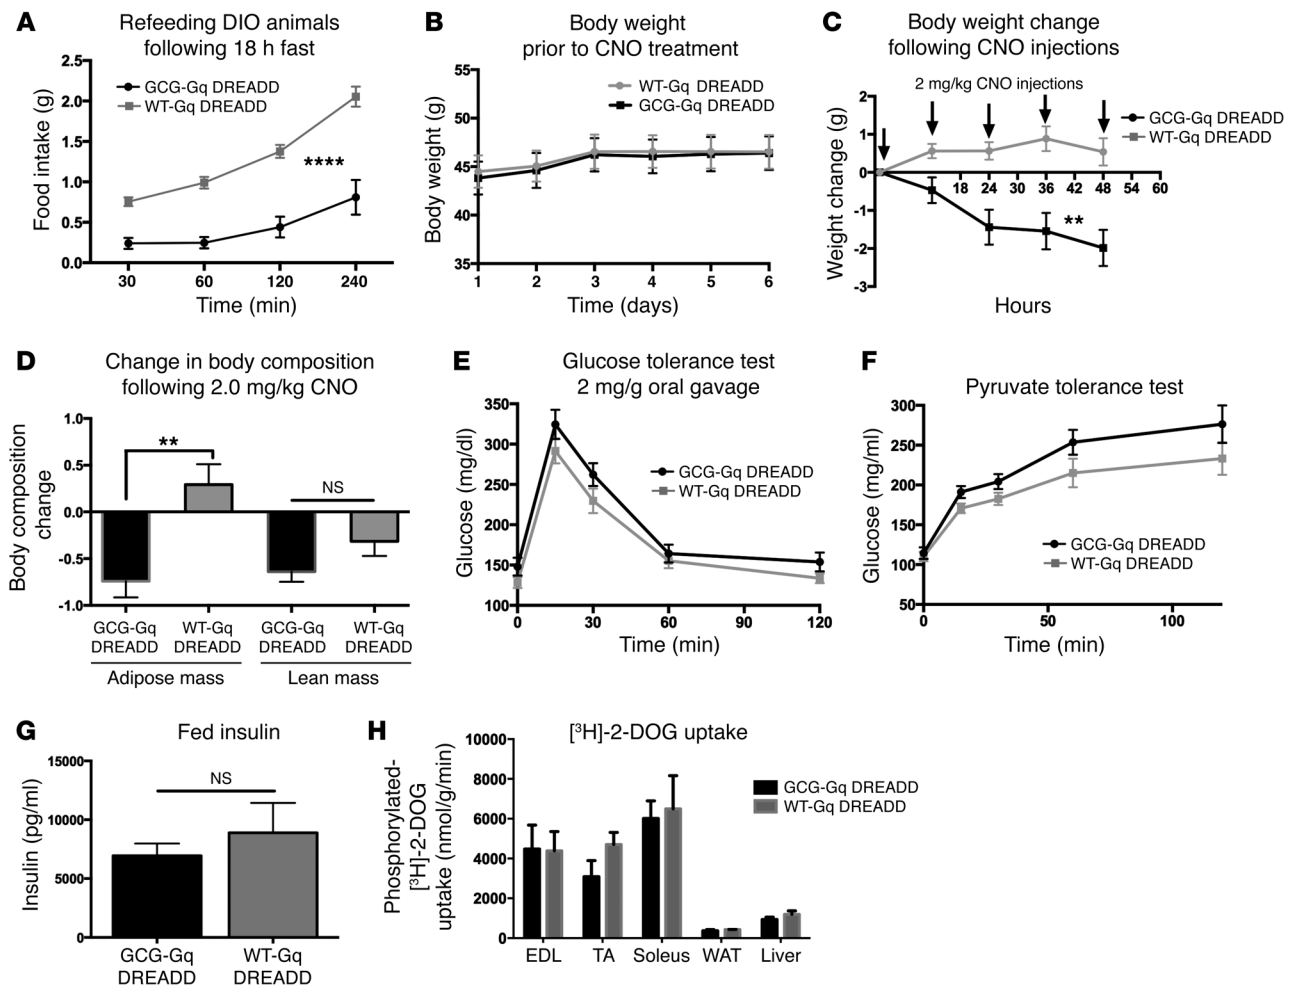 A
Refeeding DIO animals
following 18 h fast
Food intake (g)
2.5
2.0
1.5
1.0
0.5
0.0
GCG-Gq DREADD
WT-Gq DREADD
****
30 60 120 240
Time (min)
B
Body weight
prior to CNO treatment
Body weight (g)
55
50
45
40
35
WT-Gq DREADD
GCG-Gq DREADD
1 2 3 4 5 6
Time (days)
C
Body weight change
following CNO injections
2 mg/kg CNO injections
Weight change (g)
2
1
0
-1
-2
-3
GCG-Gq DREADD
WT-Gq DREADD
18 24 30 36 42 48 54 60
**
Hours
D
Change in body composition
following 2.0 mg/kg CNO
Body composition
change
1.0
0.5
0.0
-0.5
-1.0
**
NS
GCG-Gq DREADD
WT-Gq DREADD
GCG-Gq DREADD
WT-Gq DREADD
Adipose mass
Lean mass
E
Glucose tolerance test
2 mg/g oral gavage
Glucose (mg/dl)
350
300
250
200
150
100
GCG-Gq DREADD
WT-Gq DREADD
0 30 60 90 120
Time (min)
F
Pyruvate tolerance test
Glucose (mg/ml)
300
250
200
150
100
50
GCG-Gq DREADD
WT-Gq DREADD
0 50 100
Time (min)
G
Fed insulin
Insulin (pg/ml)
15000
10000
5000
0
NS
GCG-Gq DREADD
WT-Gq DREADD
H
[³H]-2-DOG uptake
Phosphorylated-
[³H]-2-DOG
uptake (nmol/g/min)
10000
8000
6000
4000
2000
0
GCG-Gq DREADD
WT-Gq DREADD
EDL TA Soleus WAT Liver